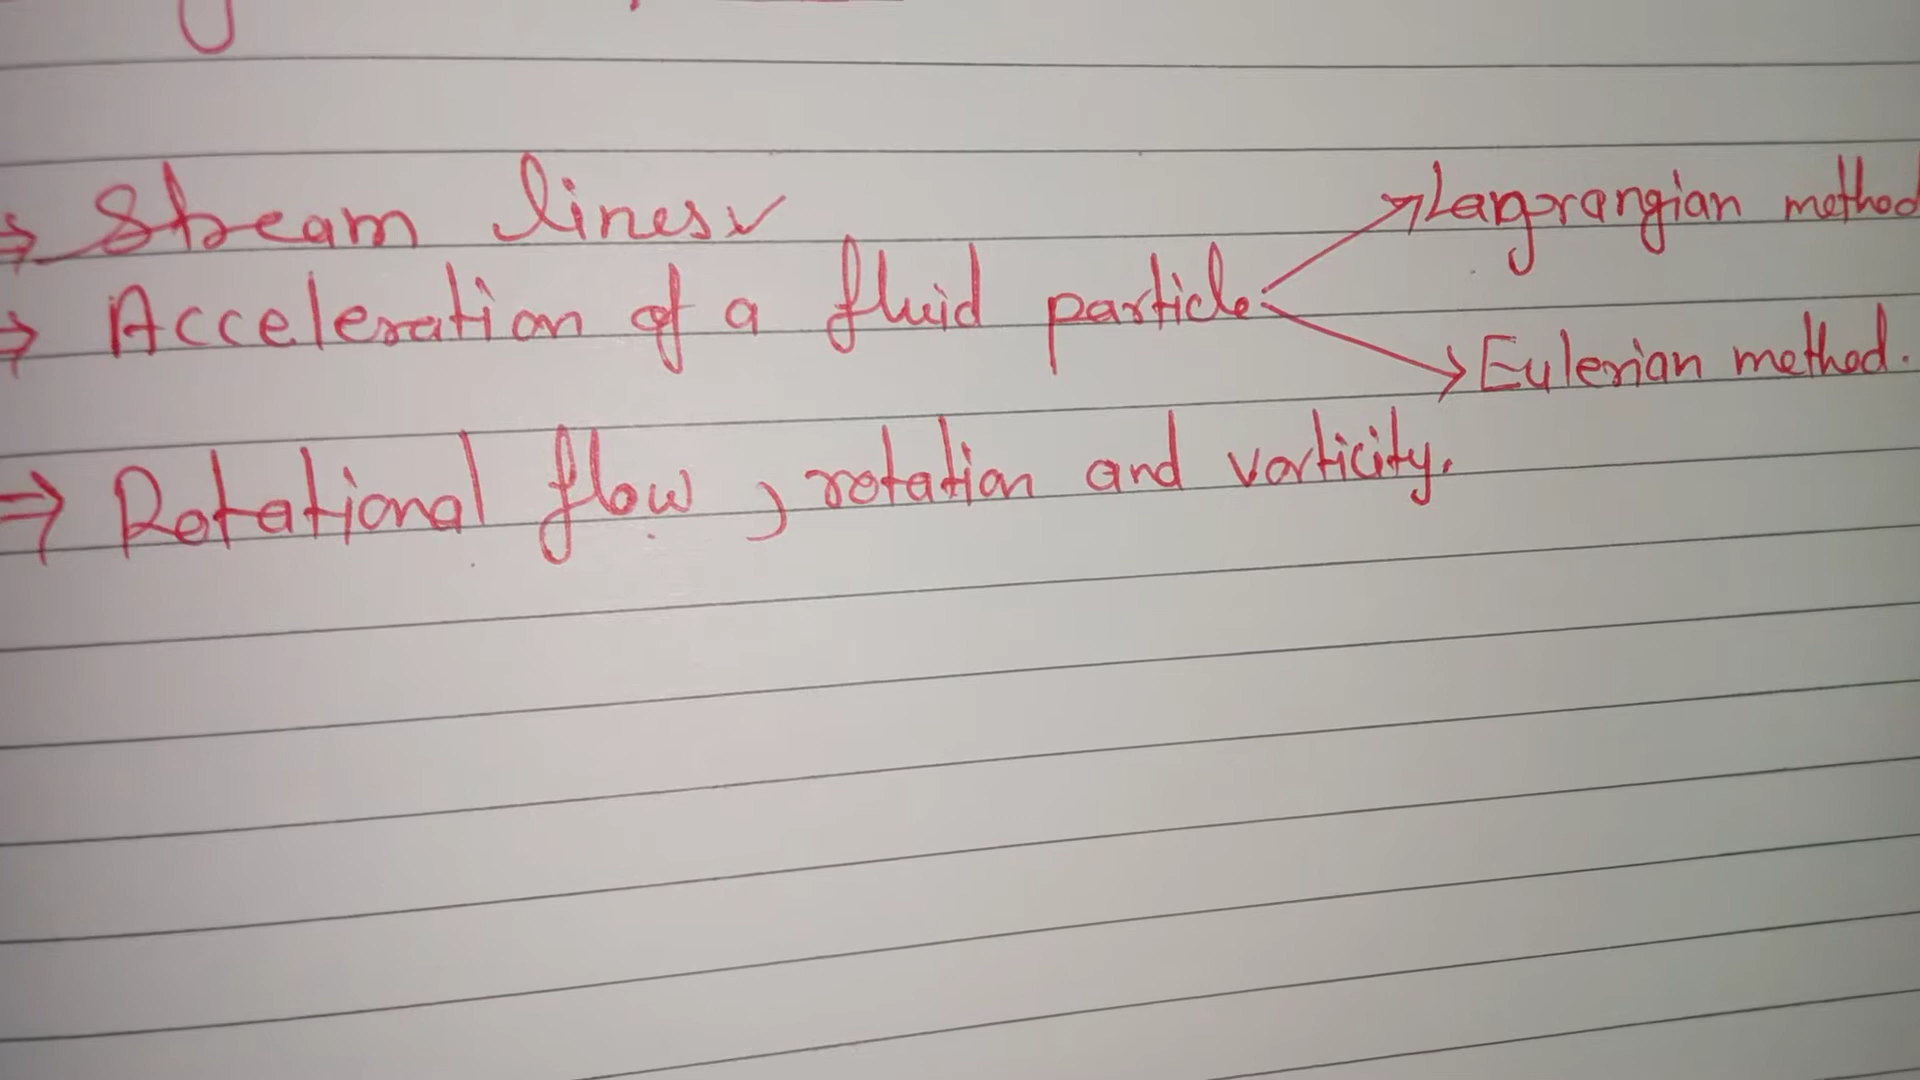 ⇒ Stream lines ✓
⇒ Acceleration of a fluid particle.
→ Lagrangian method
→ Eulerian method.
⇒ Rotational flow, rotation and vorticity.